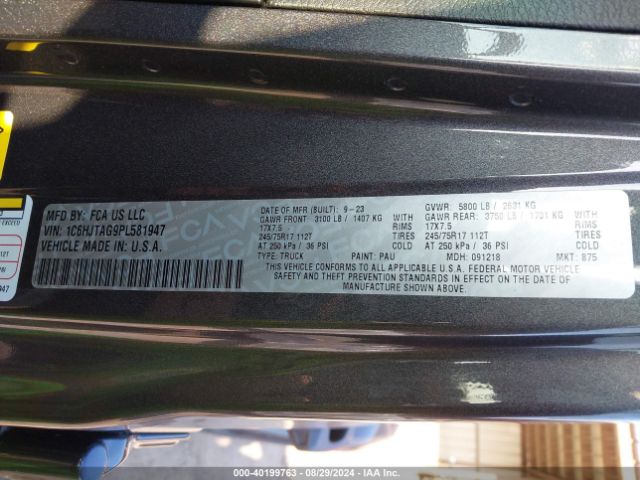 MFD BY: FCA US LLC
VIN: 1C6HJTAG9PL581947
VEHICLE MADE IN U.S.A.
DATE OF MFR (BUILT): 9-23 GVWR: 5800 LB / 2631 KG
GAWR FRONT: 3100 LB / 1407 KG GAWR REAR: 3750 LB / 1701 KG
17X7.5 RIMS 17X7.5 RIMS
245/75R17 112T TIRES 245/75R17 112T TIRES
AT 250 kPa / 36 PSI COLD AT 250 kPa / 36 PSI COLD
TYPE: TRUCK PAINT: PAU MDH: 091218 MKT: 875
THIS VEHICLE CONFORMS TO ALL APPLICABLE U.S.A. FEDERAL MOTOR VEHICLE
SAFETY AND THEFT PREVENTION STANDARDS IN EFFECT ON THE DATE OF
MANUFACTURE SHOWN ABOVE.
EXCEED
12T
947
000-40199763 - 08/29/2024 - IAA Inc.